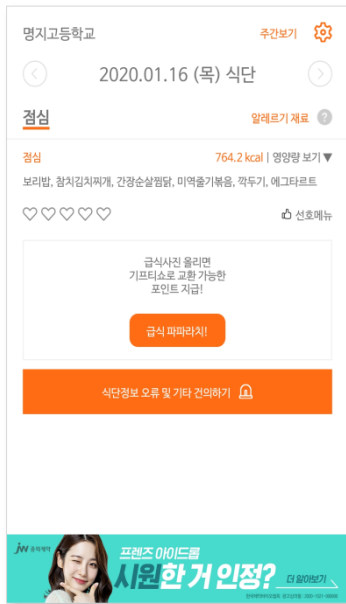 명지고등학교 주간보기
2020.01.16 (목) 식단
점심 알레르기 재료 ?
점심 764.2 kcal | 영양량 보기▼
보리밥, 참치김치찌개, 간장순살찜닭, 미역줄기볶음, 깍두기, 에그타르트
선호메뉴
급식사진 올리면
기프티쇼로 교환 가능한
포인트 지급!
급식 파파라치!
식단정보 오류 및 기타 건의하기
jw 중외제약
프렌즈 아이드롭
시원한 거 인정?
더 알아보기